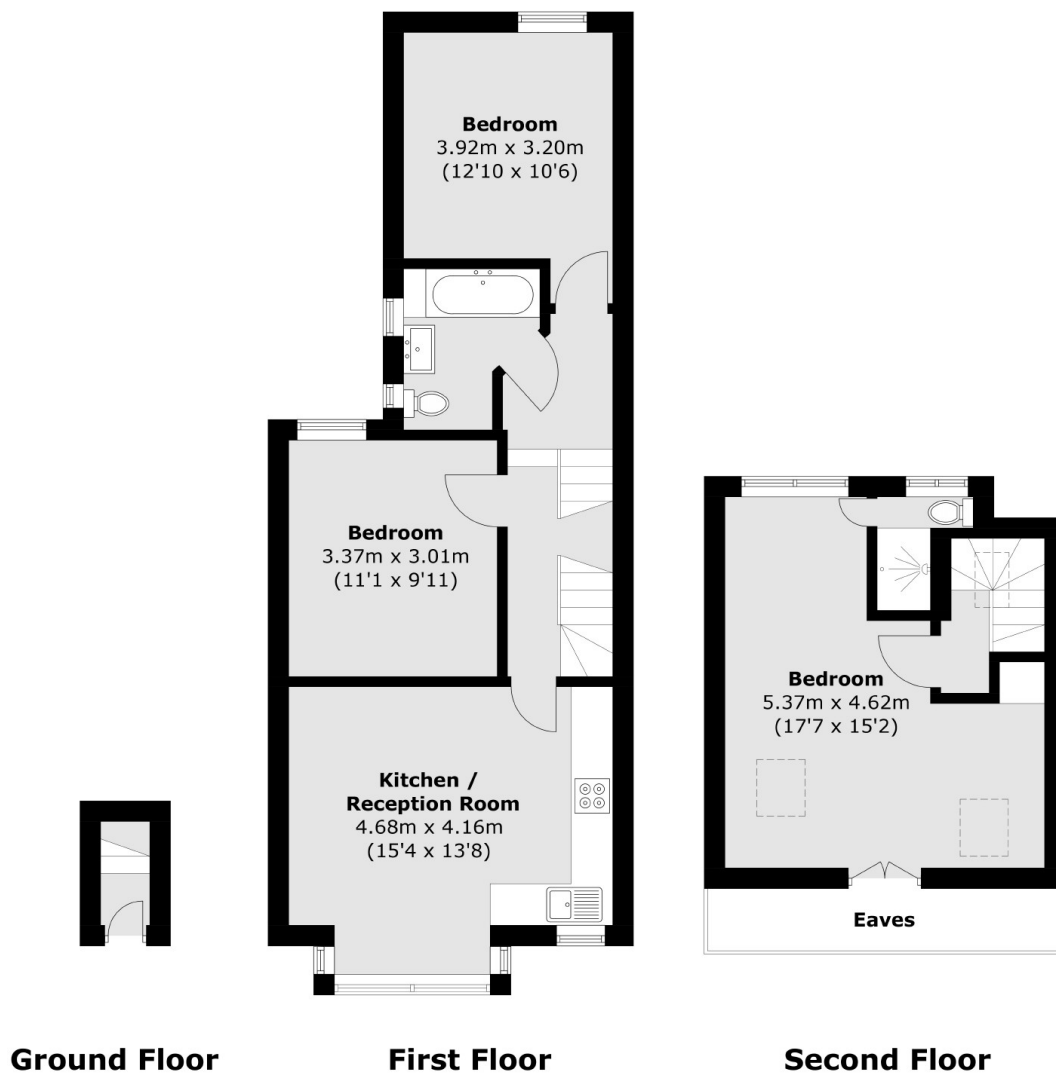 Bedroom
3.92m x 3.20m
(12'10 x 10'6)
Bedroom
3.37m x 3.01m
(11'1 x 9'11)
Kitchen /
Reception Room
4.68m x 4.16m
(15'4 x 13'8)
Bedroom
5.37m x 4.62m
(17'7 x 15'2)
Eaves
Ground Floor
First Floor
Second Floor